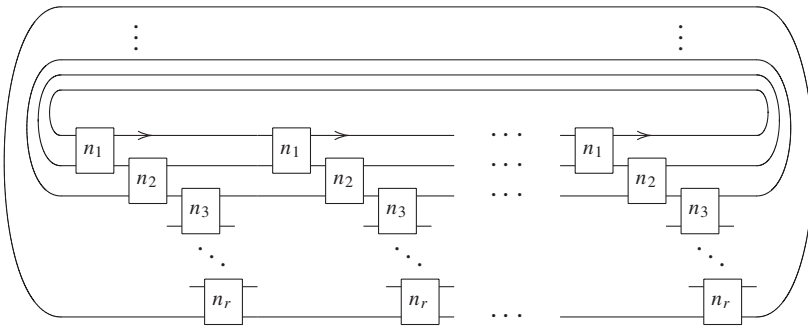 n₁ n₁ n₁
n₂ n₂ n₂
n₃ n₃ n₃
nᵣ nᵣ nᵣ